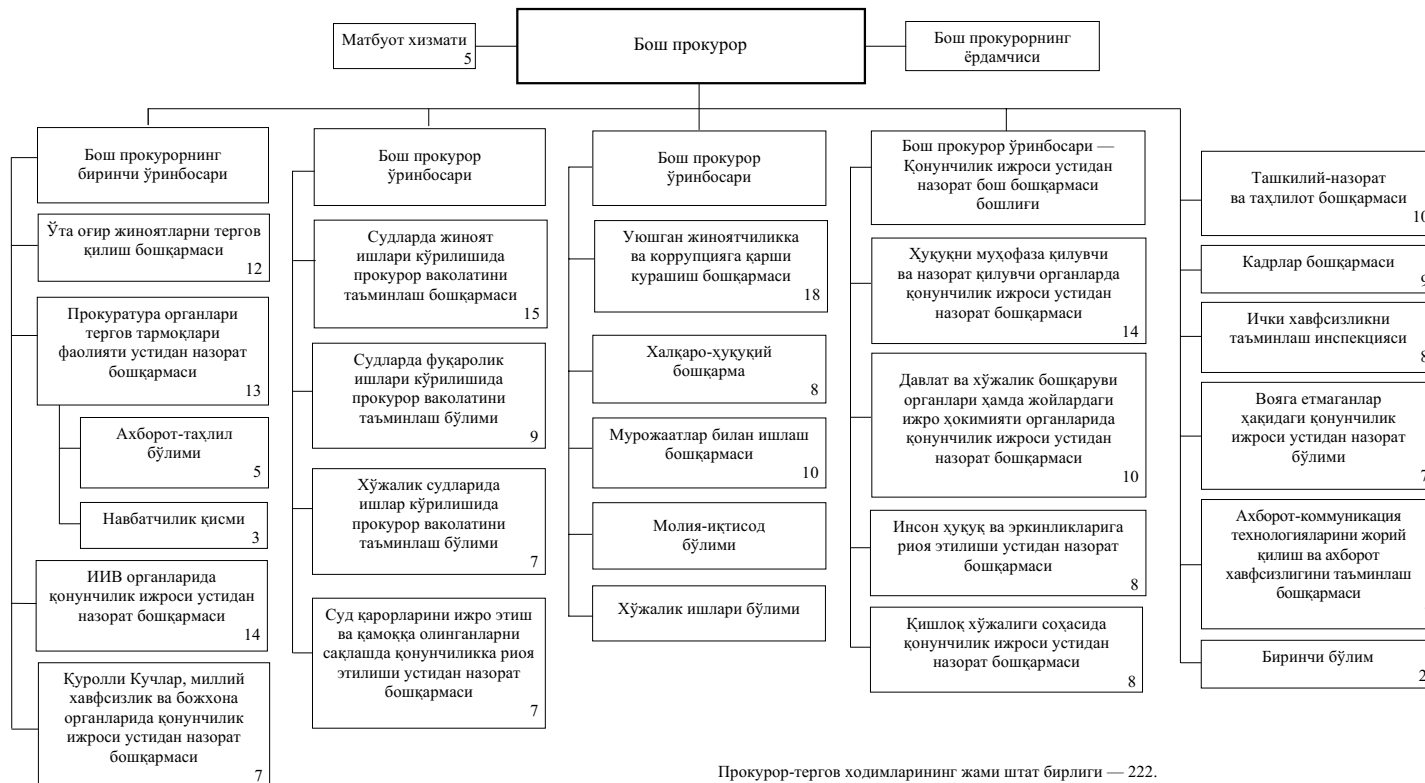 Матбуот хизмати
5
Бош прокурор
Бош прокурорнинг
ёрдамчиси
Бош прокурорнинг
биринчи ўринбосари
Ўта оғир жиноятларни тергов
қилиш бошқармаси
12
Прокуратура органлари
тергов тармоқлари
фаолияти устидан назорат
бошқармаси
13
Ахборот-таҳлил
бўлими
5
Навбатчилик қисми
3
ИИВ органларида
қонунчилик ижроси устидан
назорат бошқармаси
14
Қуролли Кучлар, миллий
хавфсизлик ва божхона
органларида қонунчилик
ижроси устидан назорат
бошқармаси
7
Бош прокурор
ўринбосари
Судларда жиноят
ишлари кўрилишида
прокурор ваколатини
таъминлаш бошқармаси
15
Судларда фуқаролик
ишлари кўрилишида
прокурор ваколатини
таъминлаш бўлими
9
Хўжалик судларида
ишлар кўрилишида
прокурор ваколатини
таъминлаш бўлими
7
Суд қарорларини ижро этиш
ва қамоққа олинганларни
сақлашда қонунчиликка риоя
этилиши устидан назорат
бошқармаси
7
Бош прокурор
ўринбосари
Уюшган жиноятчиликка
ва коррупцияга қарши
курашиш бошқармаси
18
Халқаро-ҳуқуқий
бошқарма
8
Мурожаатлар билан ишлаш
бошқармаси
10
Молия-иқтисод
бўлими
Хўжалик ишлари бўлими
Бош прокурор ўринбосари —
Қонунчилик ижроси устидан
назорат бош бошқармаси
бошлиғи
Ҳуқуқни муҳофаза қилувчи
ва назорат қилувчи органларда
қонунчилик ижроси устидан
назорат бошқармаси
14
Давлат ва хўжалик бошқаруви
органлари ҳамда жойлардаги
ижро ҳокимияти органларида
қонунчилик ижроси устидан
назорат бошқармаси
10
Инсон ҳуқуқ ва эркинликларига
риоя этилиши устидан назорат
бошқармаси
8
Қишлоқ хўжалиги соҳасида
қонунчилик ижроси устидан
назорат бошқармаси
8
Ташкилий-назорат
ва таҳлилот бошқармаси
10
Кадрлар бошқармаси
9
Ички хавфсизликни
таъминлаш инспекцияси
8
Вояга етмаганлар
ҳақидаги қонунчилик
ижроси устидан назорат
бўлими
7
Ахборот-коммуникация
технологияларини жорий
қилиш ва ахборот
хавфсизлигини таъминлаш
бошқармаси
Биринчи бўлим
2
Прокурор-тергов ходимларининг жами штат бирлиги — 222.